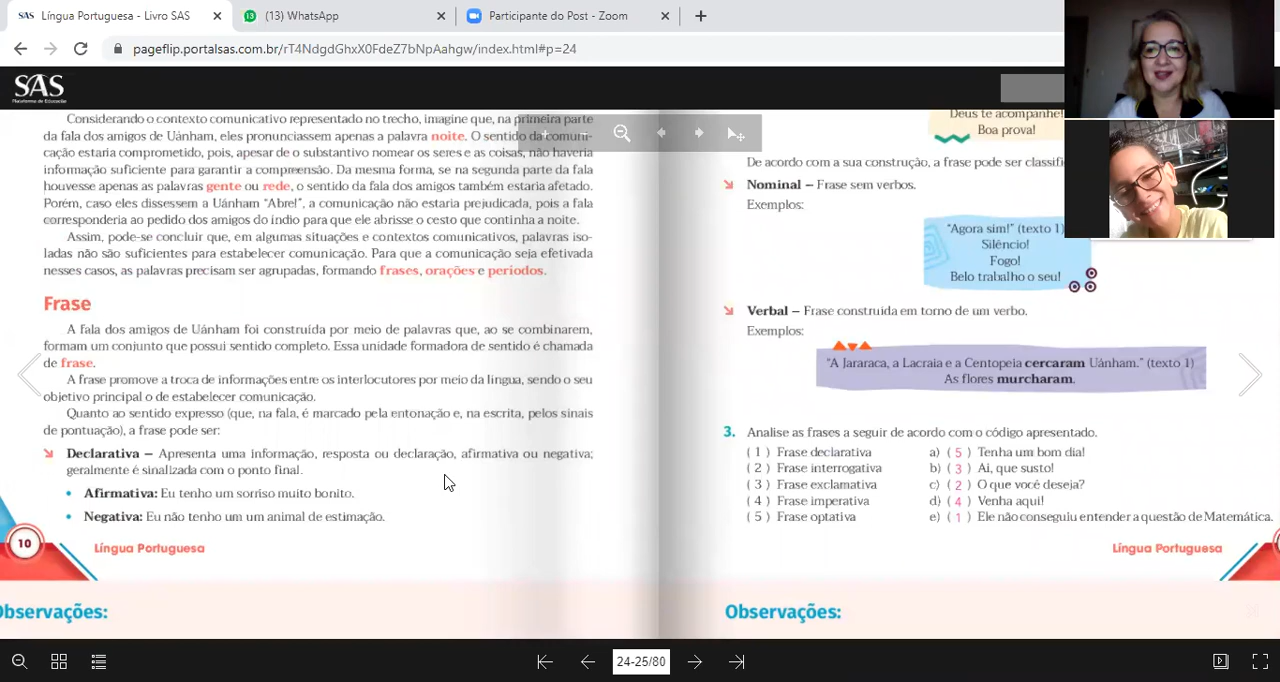 Língua Portuguesa - Livro SAS
(13) WhatsApp
Participante do Post - Zoom
pageflip.portalsas.com.br/rT4NdgdGhxX0FdeZ7bNpAahgw/index.html#p=24
SAS
Plataforma de Educação
Considerando o contexto comunicativo representado no trecho, imagine que, na primeira parte
da fala dos amigos de Uánham, eles pronunciassem apenas a palavra noite. O sentido da comuni-
cação estaria comprometido, pois, apesar de o substantivo nomear os seres e as coisas, não haveria
informação suficiente para garantir a compreensão. Da mesma forma, se na segunda parte da fala
houvesse apenas as palavras gente ou rede, o sentido da fala dos amigos também estaria afetado.
Porém, caso eles dissessem a Uánham "Abre!", a comunicação não estaria prejudicada, pois a fala
corresponderia ao pedido dos amigos do índio para que ele abrisse o cesto que continha a noite.
Assim, pode-se concluir que, em algumas situações e contextos comunicativos, palavras iso-
ladas não são suficientes para estabelecer comunicação. Para que a comunicação seja efetivada
nesses casos, as palavras precisam ser agrupadas, formando frases, orações e períodos.
Frase
A fala dos amigos de Uánham foi construída por meio de palavras que, ao se combinarem,
formam um conjunto que possui sentido completo. Essa unidade formadora de sentido é chamada
de frase.
A frase promove a troca de informações entre os interlocutores por meio da língua, sendo o seu
objetivo principal o de estabelecer comunicação.
Quanto ao sentido expresso (que, na fala, é marcado pela entonação e, na escrita, pelos sinais
de pontuação), a frase pode ser:
Declarativa – Apresenta uma informação, resposta ou declaração, afirmativa ou negativa;
geralmente é sinalizada com o ponto final.
• Afirmativa: Eu tenho um sorriso muito bonito.
• Negativa: Eu não tenho um um animal de estimação.
10
Língua Portuguesa
Observações:
Deus te acompanhe!
Boa prova!
De acordo com a sua construção, a frase pode ser classifi
Nominal – Frase sem verbos.
Exemplos:
"Agora sim!" (texto 1)
Silêncio!
Fogo!
Belo trabalho o seu!
Verbal – Frase construída em torno de um verbo.
Exemplos:
"A Jararaca, a Lacraia e a Centopeia cercaram Uánham." (texto 1)
As flores murcharam.
3. Analise as frases a seguir de acordo com o código apresentado.
( 1 ) Frase declarativa
( 2 ) Frase interrogativa
( 3 ) Frase exclamativa
( 4 ) Frase imperativa
( 5 ) Frase optativa
a) ( 5 ) Tenha um bom dia!
b) ( 3 ) Ai, que susto!
c) ( 2 ) O que você deseja?
d) ( 4 ) Venha aqui!
e) ( 1 ) Ele não conseguiu entender a questão de Matemática.
Língua Portuguesa
Observações:
24-25/80